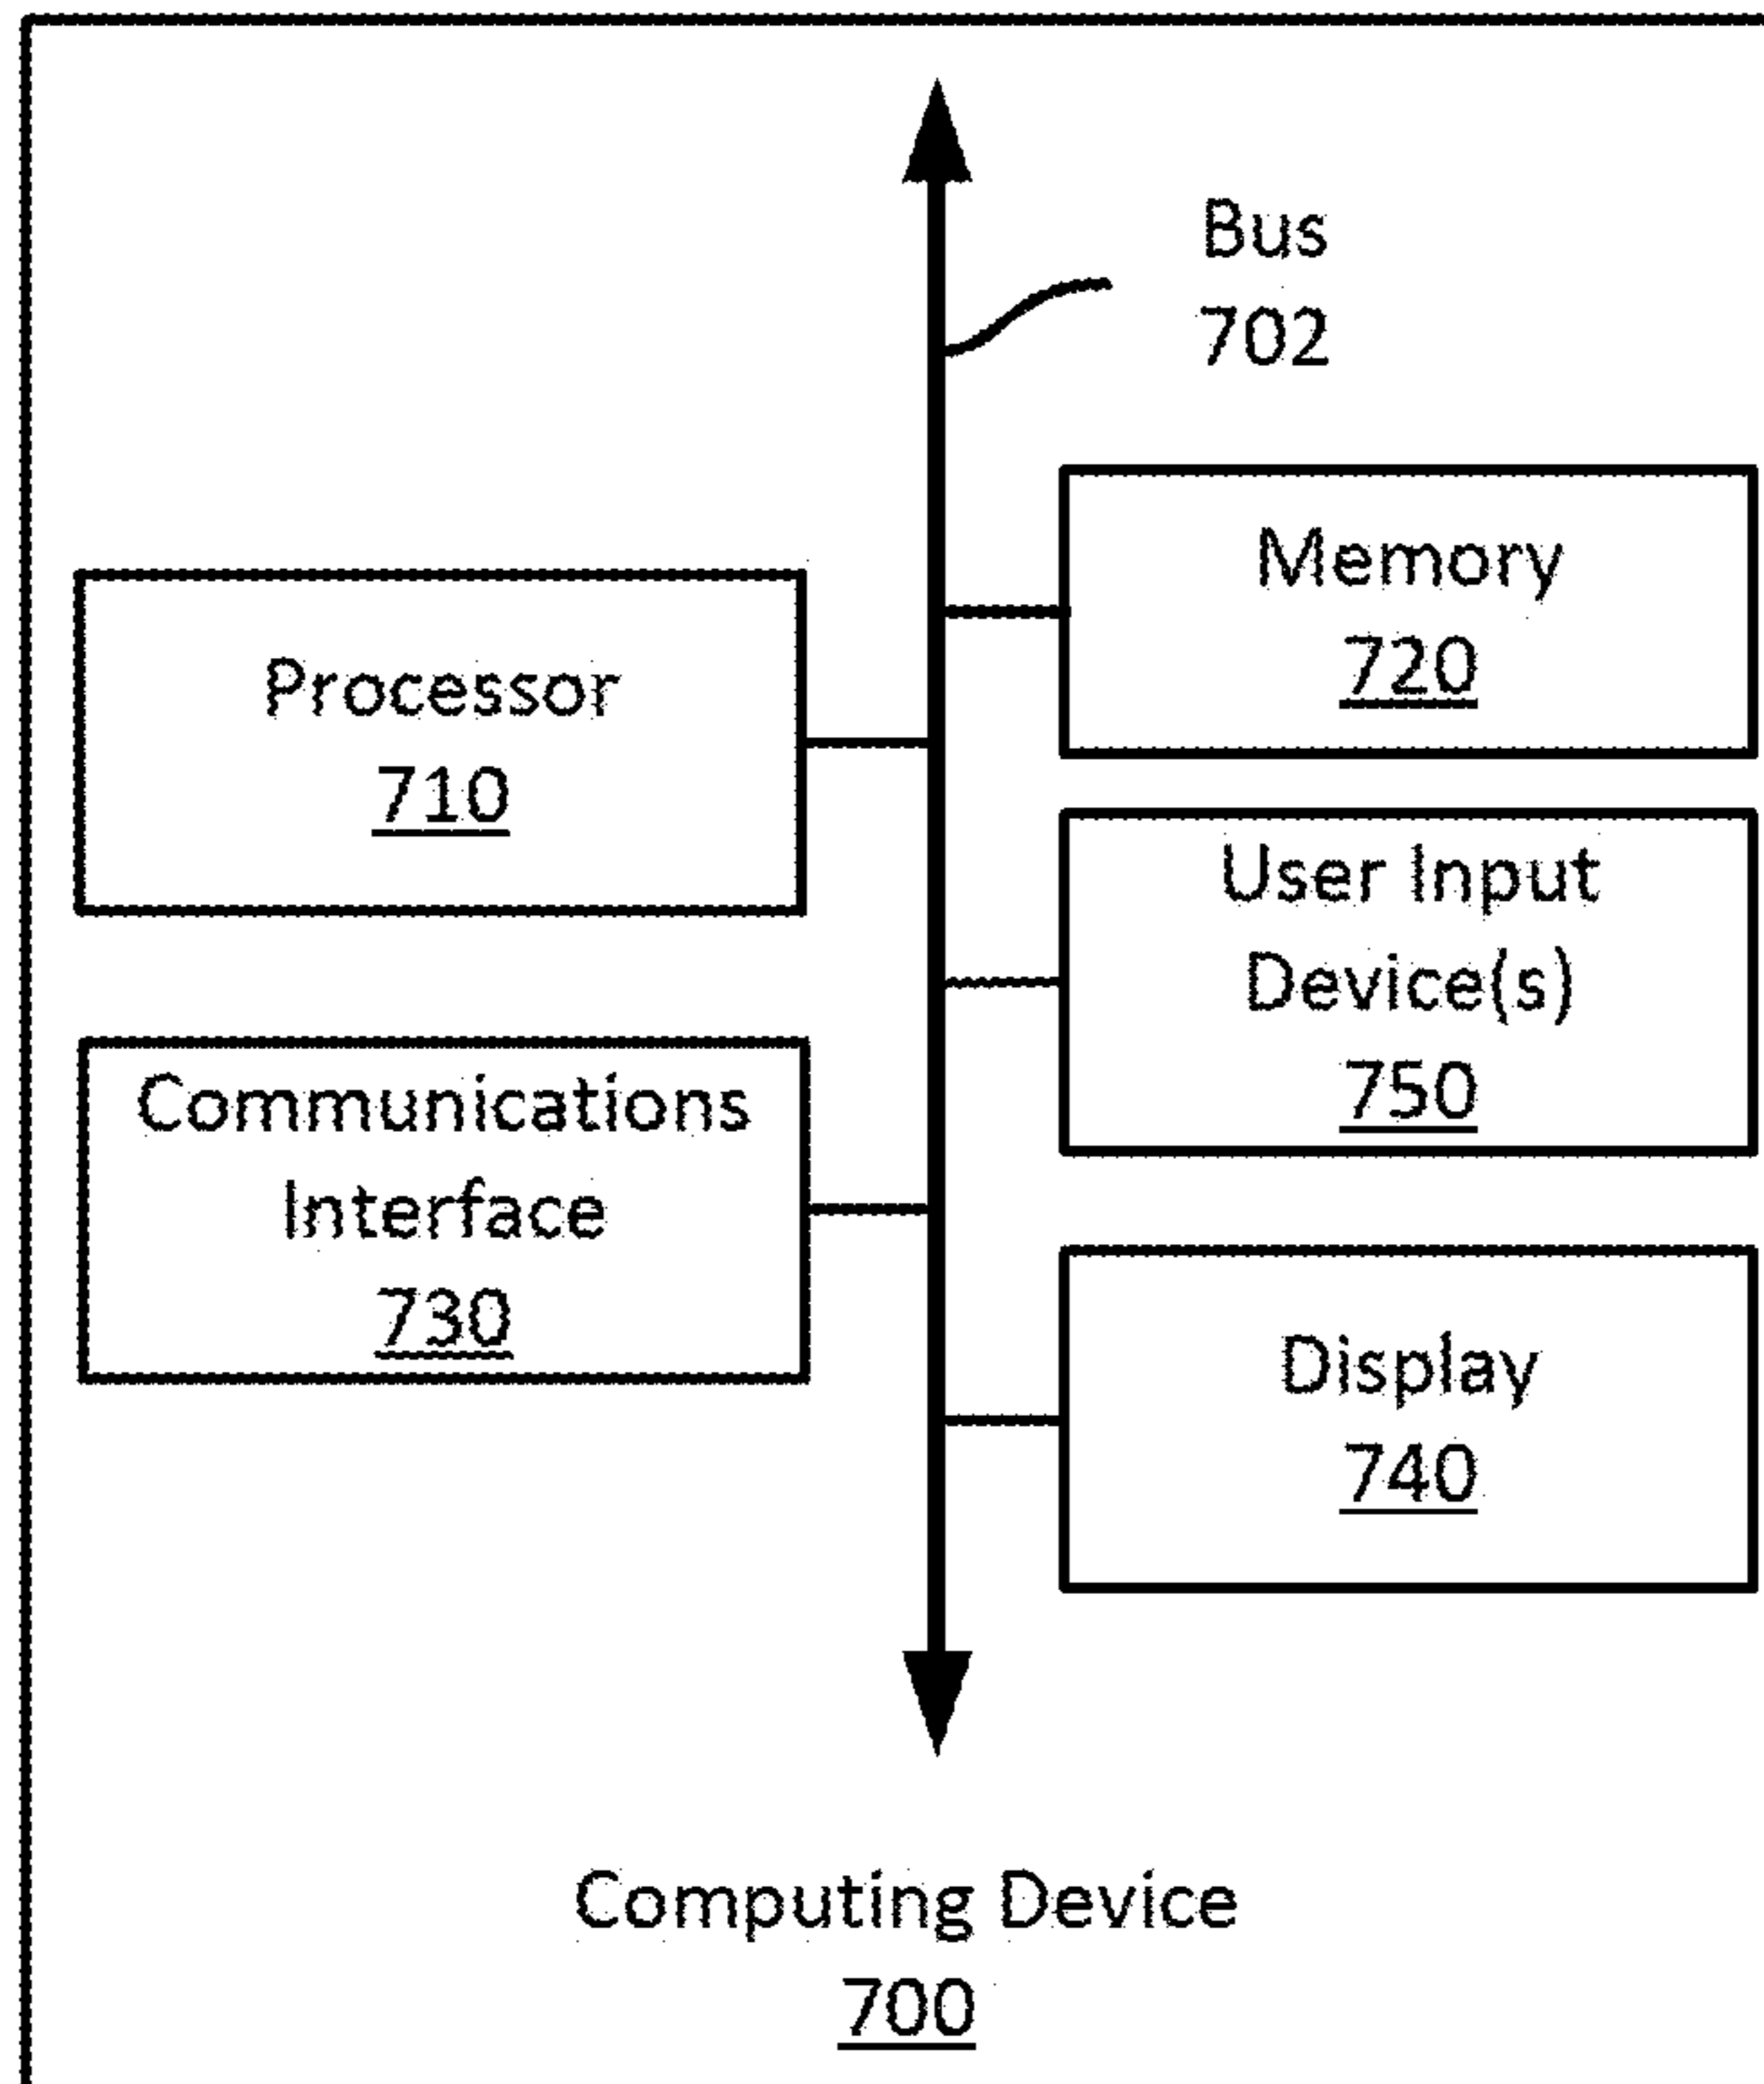 Bus
702
Memory
720
Processor
710
User Input
Device(s)
750
Communications
Interface
730
Display
740
Computing Device
700